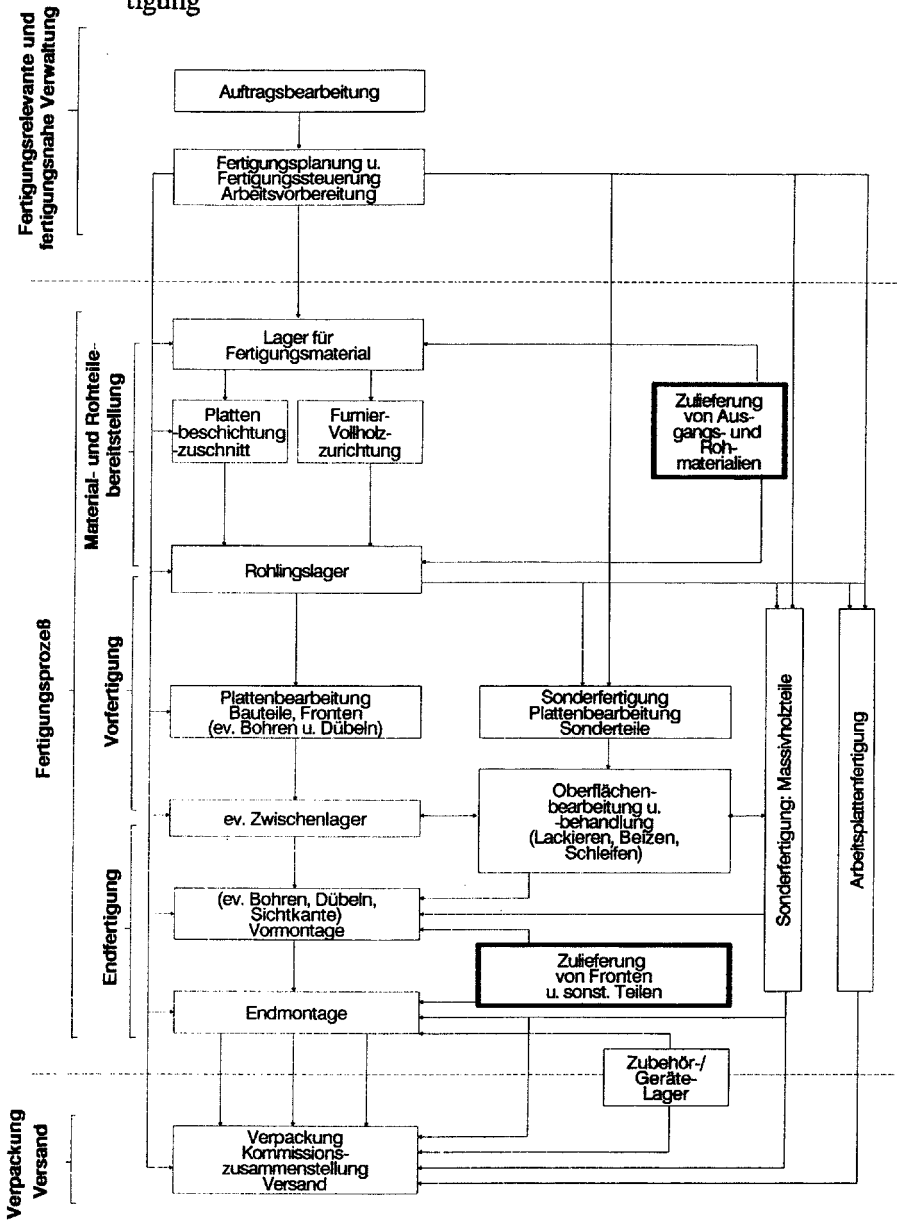 tigung
Fertigungsrelevante und
fertigungsnahe Verwaltung
Auftragsbearbeitung
Fertigungsplanung u.
Fertigungssteuerung
Arbeitsvorbereitung
Fertigungsprozeß
Material- und Rohteile-
bereitstellung
Lager für
Fertigungsmaterial
Platten
-beschichtung
-zuschnitt
Furnier-
Vollholz-
zurichtung
Zulieferung
von Aus-
gangs- und
Roh-
materialien
Rohlingslager
Vorfertigung
Plattenbearbeitung
Bauteile, Fronten
(ev. Bohren u. Dübeln)
Sonderfertigung
Plattenbearbeitung
Sonderteile
Sonderfertigung: Massivholzteile
Arbeitsplattenfertigung
ev. Zwischenlager
Oberflächen-
bearbeitung u.
-behandlung
(Lackieren, Beizen,
Schleifen)
Endfertigung
(ev. Bohren, Dübeln,
Sichtkante)
Vormontage
Zulieferung
von Fronten
u. sonst. Teilen
Endmontage
Zubehör-/
Geräte-
Lager
Verpackung
Versand
Verpackung
Kommissions-
zusammenstellung
Versand